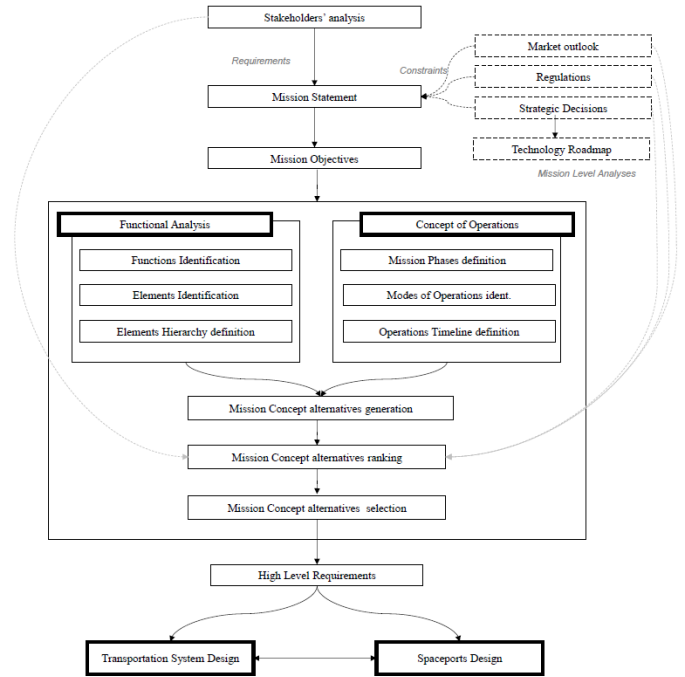 Stakeholders’ analysis
Market outlook
Requirements
Constraints
Regulations
Mission Statement
Strategic Decisions
Technology Roadmap
Mission Objectives
Mission Level Analyses
Functional Analysis
Concept of Operations
Functions Identification
Mission Phases definition
Elements Identification
Modes of Operations ident.
Elements Hierarchy definition
Operations Timeline definition
Mission Concept alternatives generation
Mission Concept alternatives ranking
Mission Concept alternatives selection
High Level Requirements
Transportation System Design
Spaceports Design